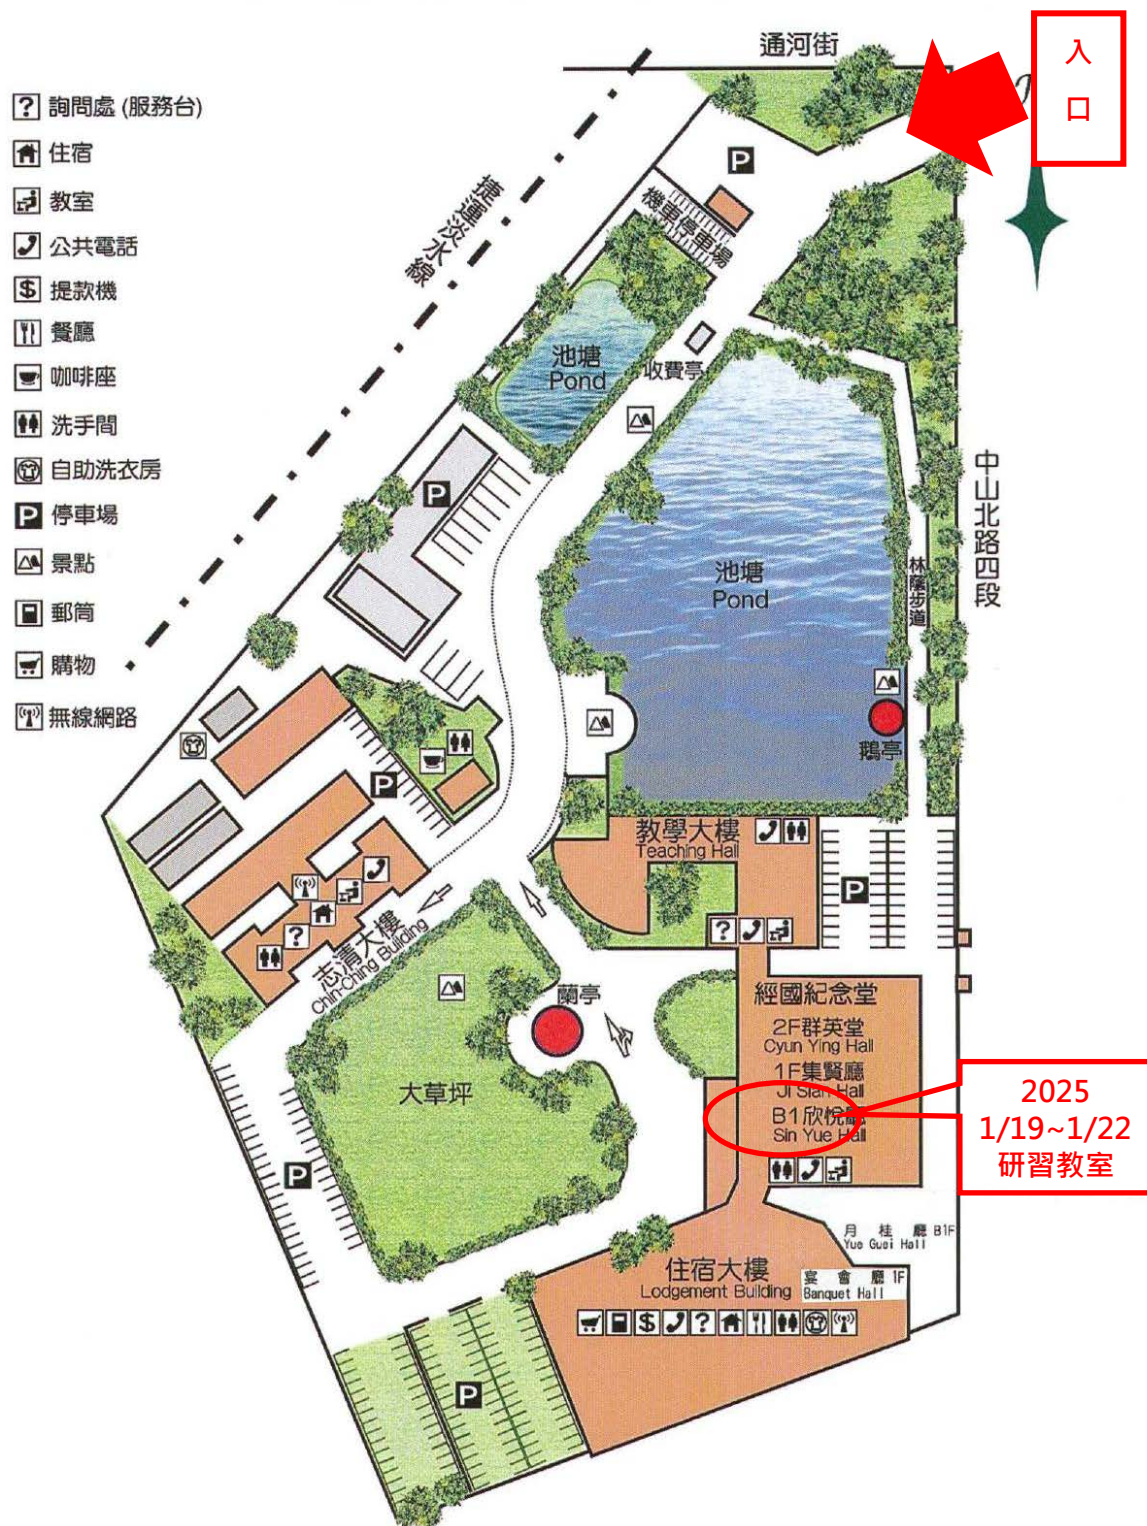 通河街
入
口
詢問處 (服務台)
住宿
教室
公共電話
提款機
餐廳
咖啡座
洗手間
自助洗衣房
P 停車場
景點
郵筒
購物
無線網路
捷運淡水線
P
機車停車場
池塘
Pond
收費亭
P
池塘
Pond
中山北路四段
林蔭步道
鵝亭
P
教學大樓
Teaching Hall
P
志清大樓
Chin-Ching Building
蘭亭
大草坪
經國紀念堂
2F群英堂
Cyun Ying Hall
1F集賢廳
Ji Sian Hall
B1欣悅廳
Sin Yue Hall
2025
1/19~1/22
研習教室
P
月桂廳 B1F
Yue Guei Hall
住宿大樓
Lodgement Building
宴會廳 1F
Banquet Hall
P